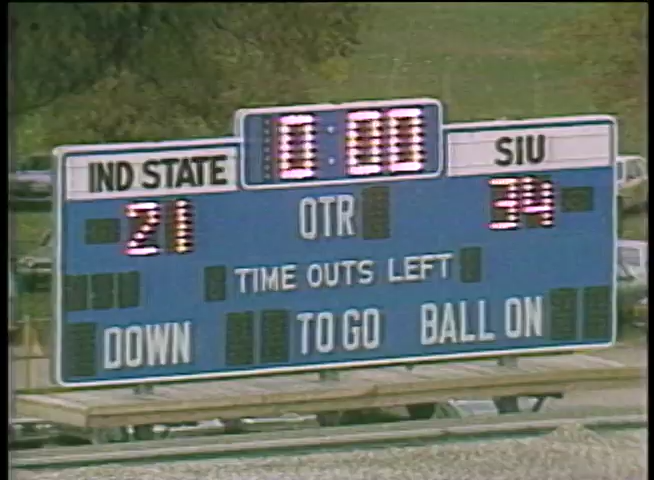 0:00
IND STATE SIU
21 QTR 34
TIME OUTS LEFT
DOWN TO GO BALL ON